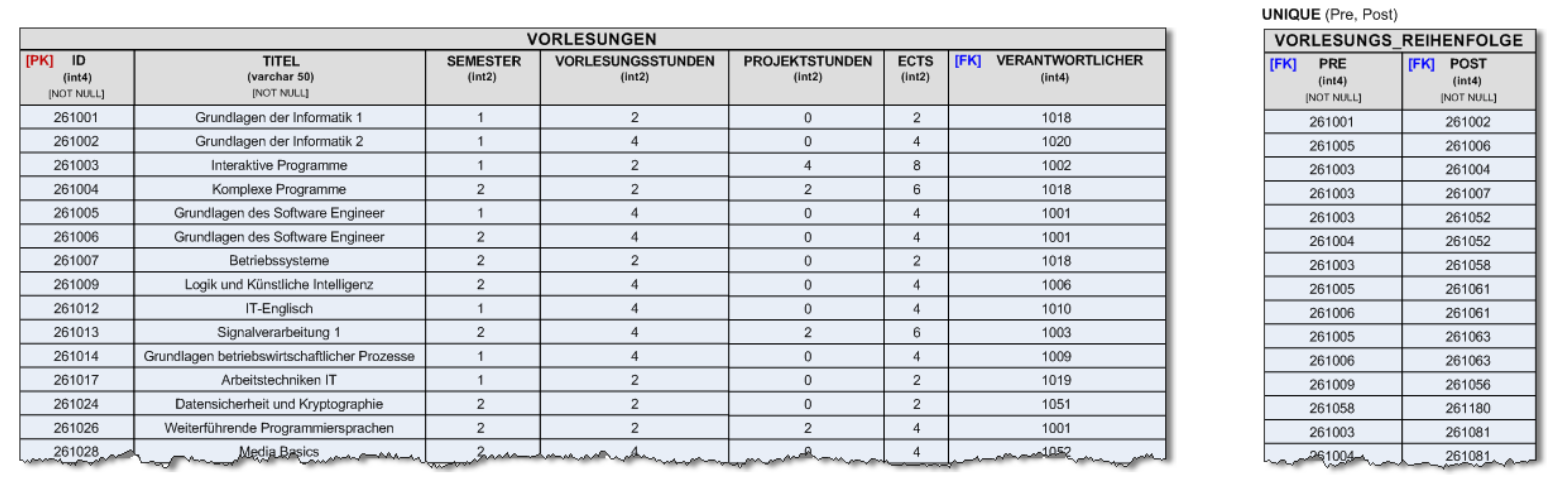 UNIQUE (Pre, Post)
VORLESUNGEN
[PK] ID TITEL SEMESTER VORLESUNGSSTUNDEN PROJEKTSTUNDEN ECTS [FK] VERANTWORTLICHER
(int4) (varchar 50) (int2) (int2) (int2) (int2) (int4)
[NOT NULL] [NOT NULL]
261001 Grundlagen der Informatik 1 1 2 0 2 1018
261002 Grundlagen der Informatik 2 1 4 0 4 1020
261003 Interaktive Programme 1 2 4 8 1002
261004 Komplexe Programme 2 2 2 6 1018
261005 Grundlagen des Software Engineer 1 4 0 4 1001
261006 Grundlagen des Software Engineer 2 4 0 4 1001
261007 Betriebssysteme 2 2 0 2 1018
261009 Logik und Künstliche Intelligenz 2 4 0 4 1006
261012 IT-Englisch 1 4 0 4 1010
261013 Signalverarbeitung 1 2 4 2 6 1003
261014 Grundlagen betriebswirtschaftlicher Prozesse 1 4 0 4 1009
261017 Arbeitstechniken IT 1 2 0 2 1019
261024 Datensicherheit und Kryptographie 2 2 0 2 1051
261026 Weiterführende Programmiersprachen 2 2 2 4 1001
261028 Media Basics 2 4 0 4 1052
VORLESUNGS_REIHENFOLGE
[FK] PRE [FK] POST
(int4) (int4)
[NOT NULL] [NOT NULL]
261001 261002
261005 261006
261003 261004
261003 261007
261003 261052
261004 261052
261003 261058
261005 261061
261006 261061
261005 261063
261006 261063
261009 261056
261058 261180
261003 261081
261004 261081